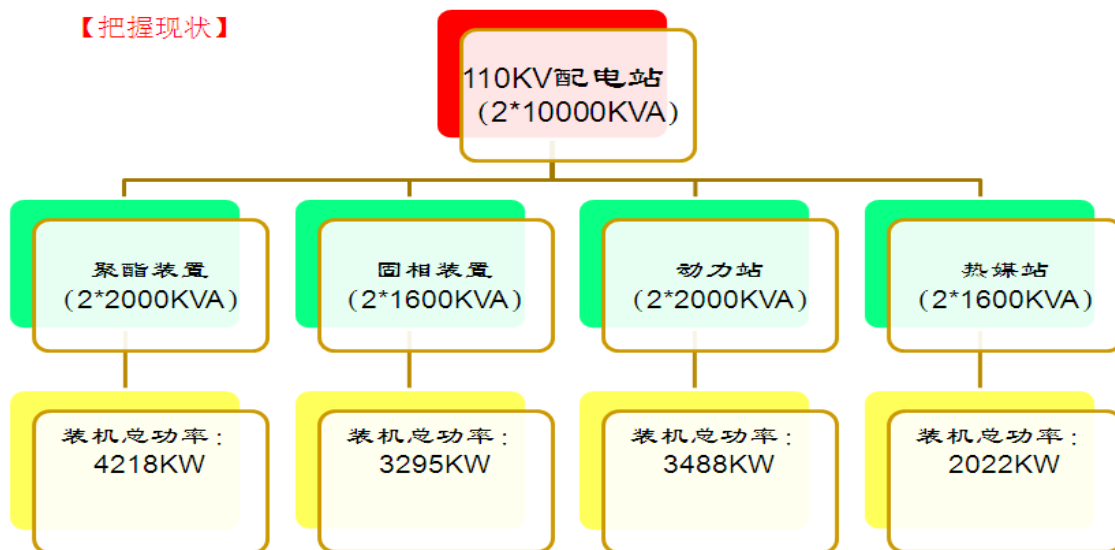 【把握现状】
110KV配电站
（2*10000KVA）
聚酯装置
（2*2000KVA）
固相装置
（2*1600KVA）
动力站
（2*2000KVA）
热媒站
（2*1600KVA）
装机总功率：
4218KW
装机总功率：
3295KW
装机总功率：
3488KW
装机总功率：
2022KW